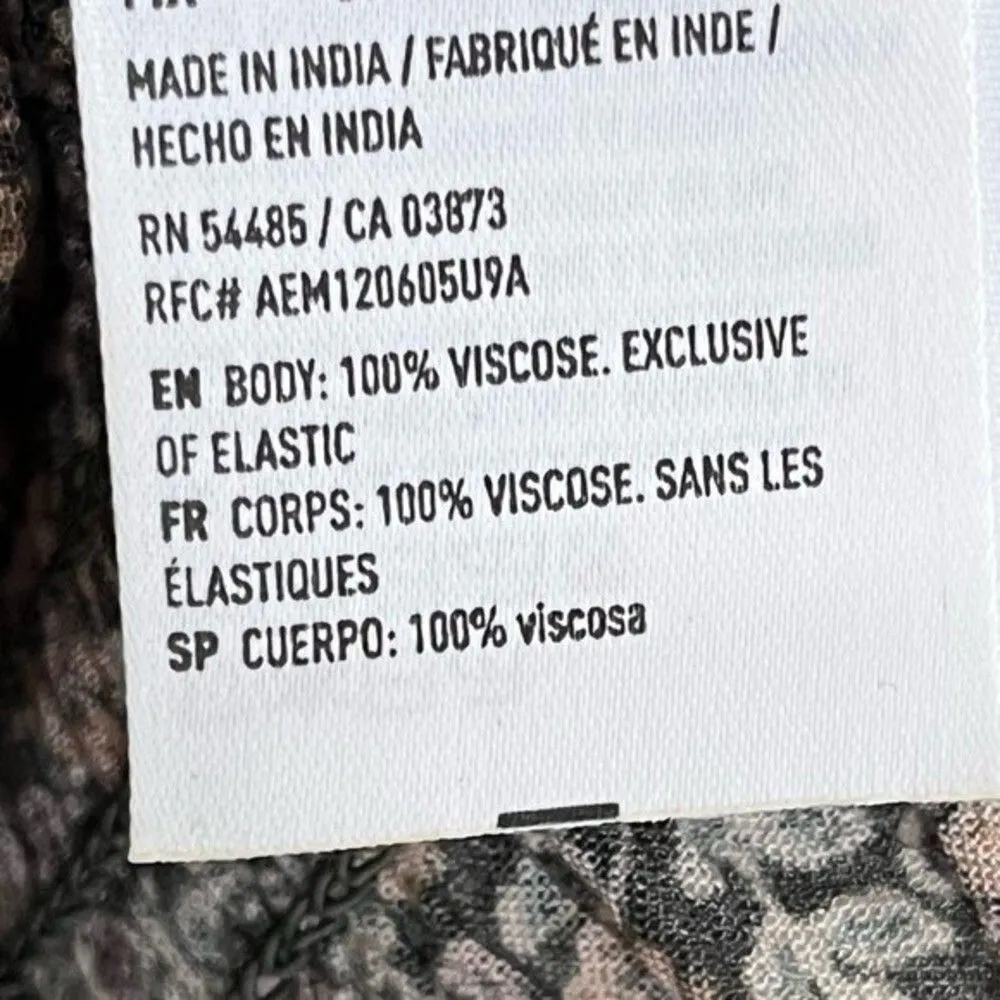 MADE IN INDIA / FABRIQUÉ EN INDE /
HECHO EN INDIA
RN 54485 / CA 03873
RFC# AEM120605U9A
EN BODY: 100% VISCOSE. EXCLUSIVE
OF ELASTIC
FR CORPS: 100% VISCOSE. SANS LES
ÉLASTIQUES
SP CUERPO: 100% viscosa